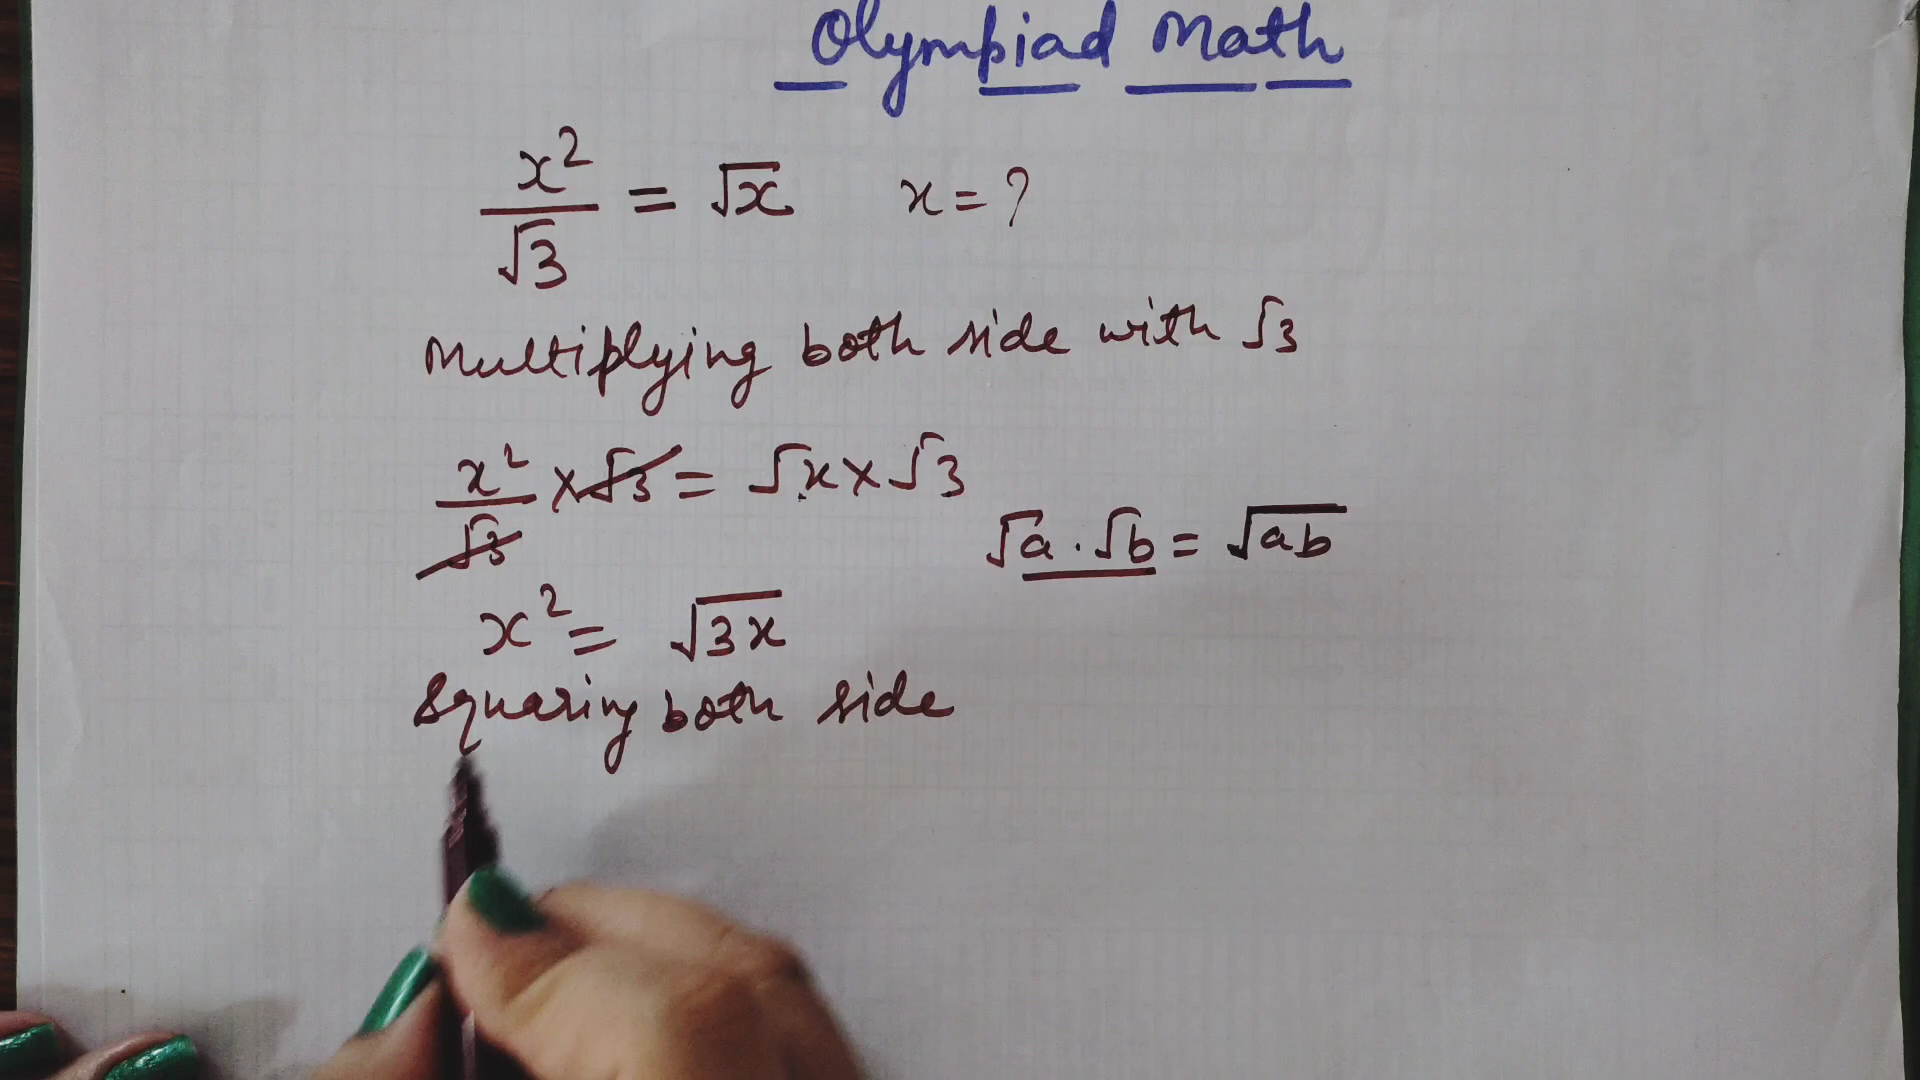 Olympiad Math
x²/√3 = √x x = ?
Multiplying both side with √3
x²/√3 × √3 = √x × √3
√a . √b = √ab
x² = √3x
Squaring both side